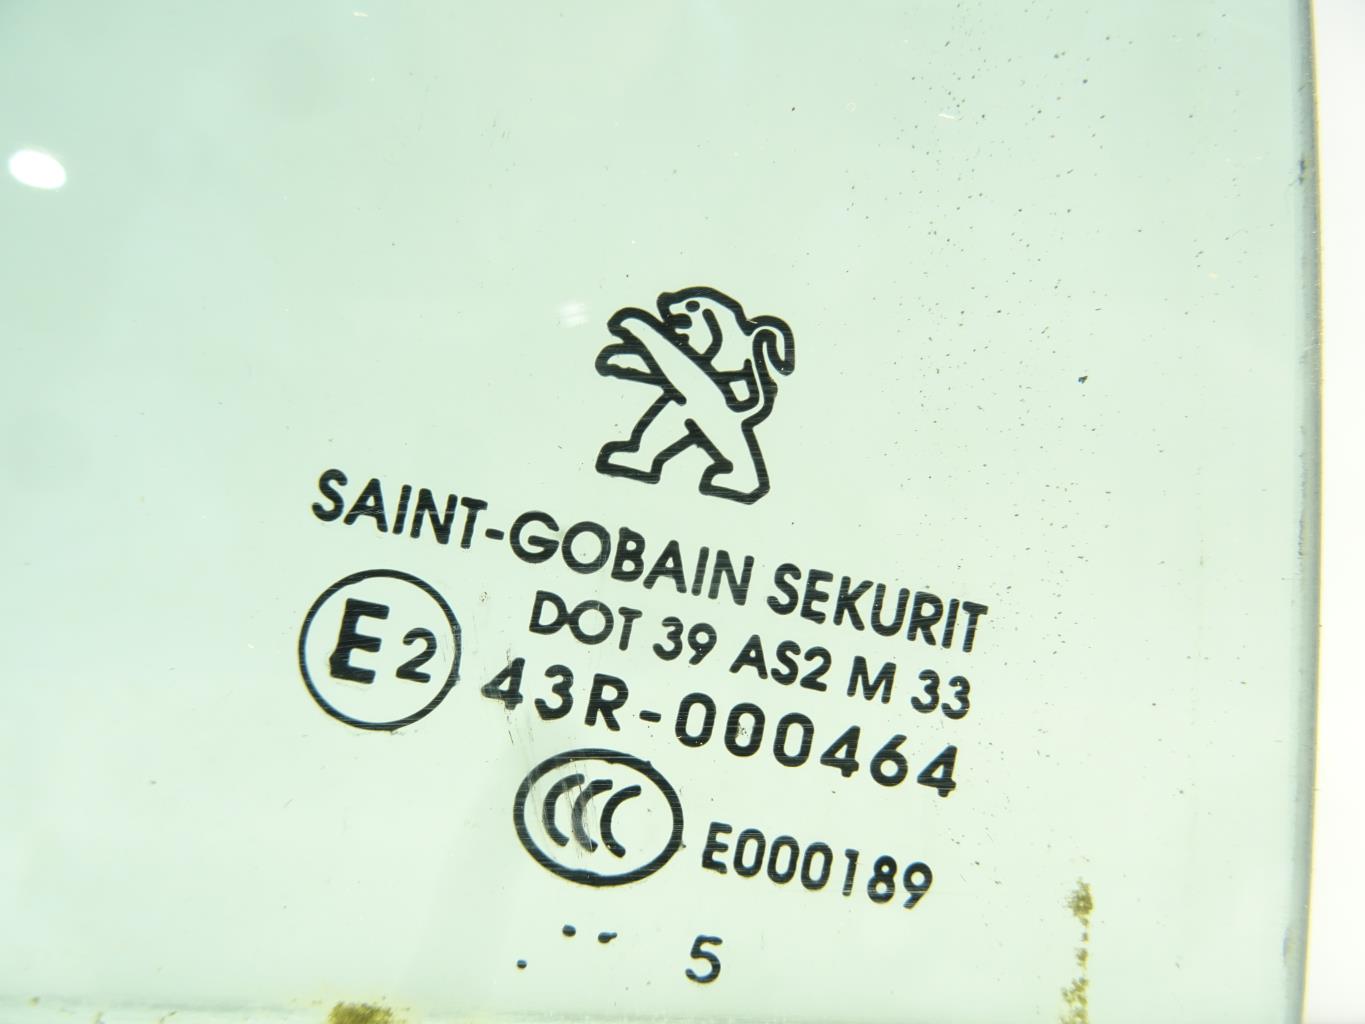 SAINT-GOBAIN SEKURIT
DOT 39 AS2 M 33
E2 43R-000464
CCC E000189
.. . 5